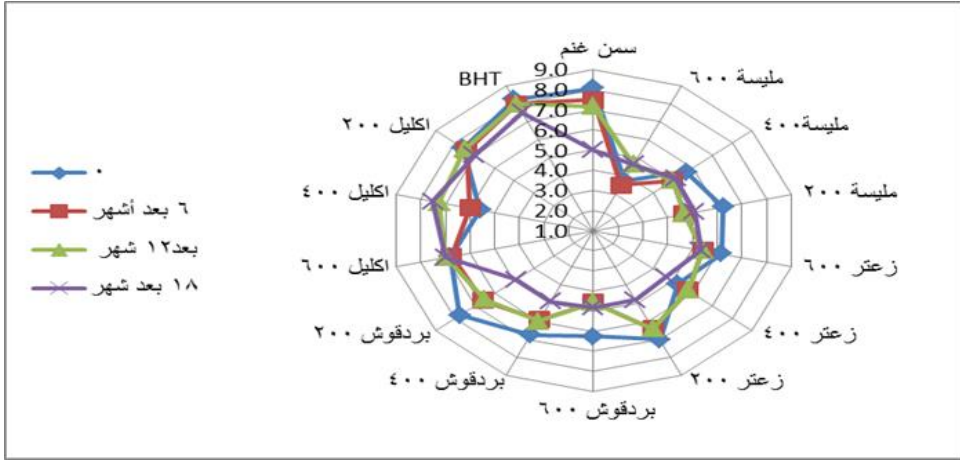 سمن غنم
مليسة ٦٠٠
مليسة٤٠٠
مليسة ٢٠٠
زعتر ٦٠٠
زعتر ٤٠٠
زعتر ٢٠٠
بردقوش ٦٠٠
بردقوش ٤٠٠
بردقوش ٢٠٠
اكليل ٦٠٠
اكليل ٤٠٠
اكليل ٢٠٠
BHT
9.0
8.0
7.0
6.0
5.0
4.0
3.0
2.0
1.0
٠
٦ بعد أشهر
بعد١٢ شهر
١٨ بعد شهر